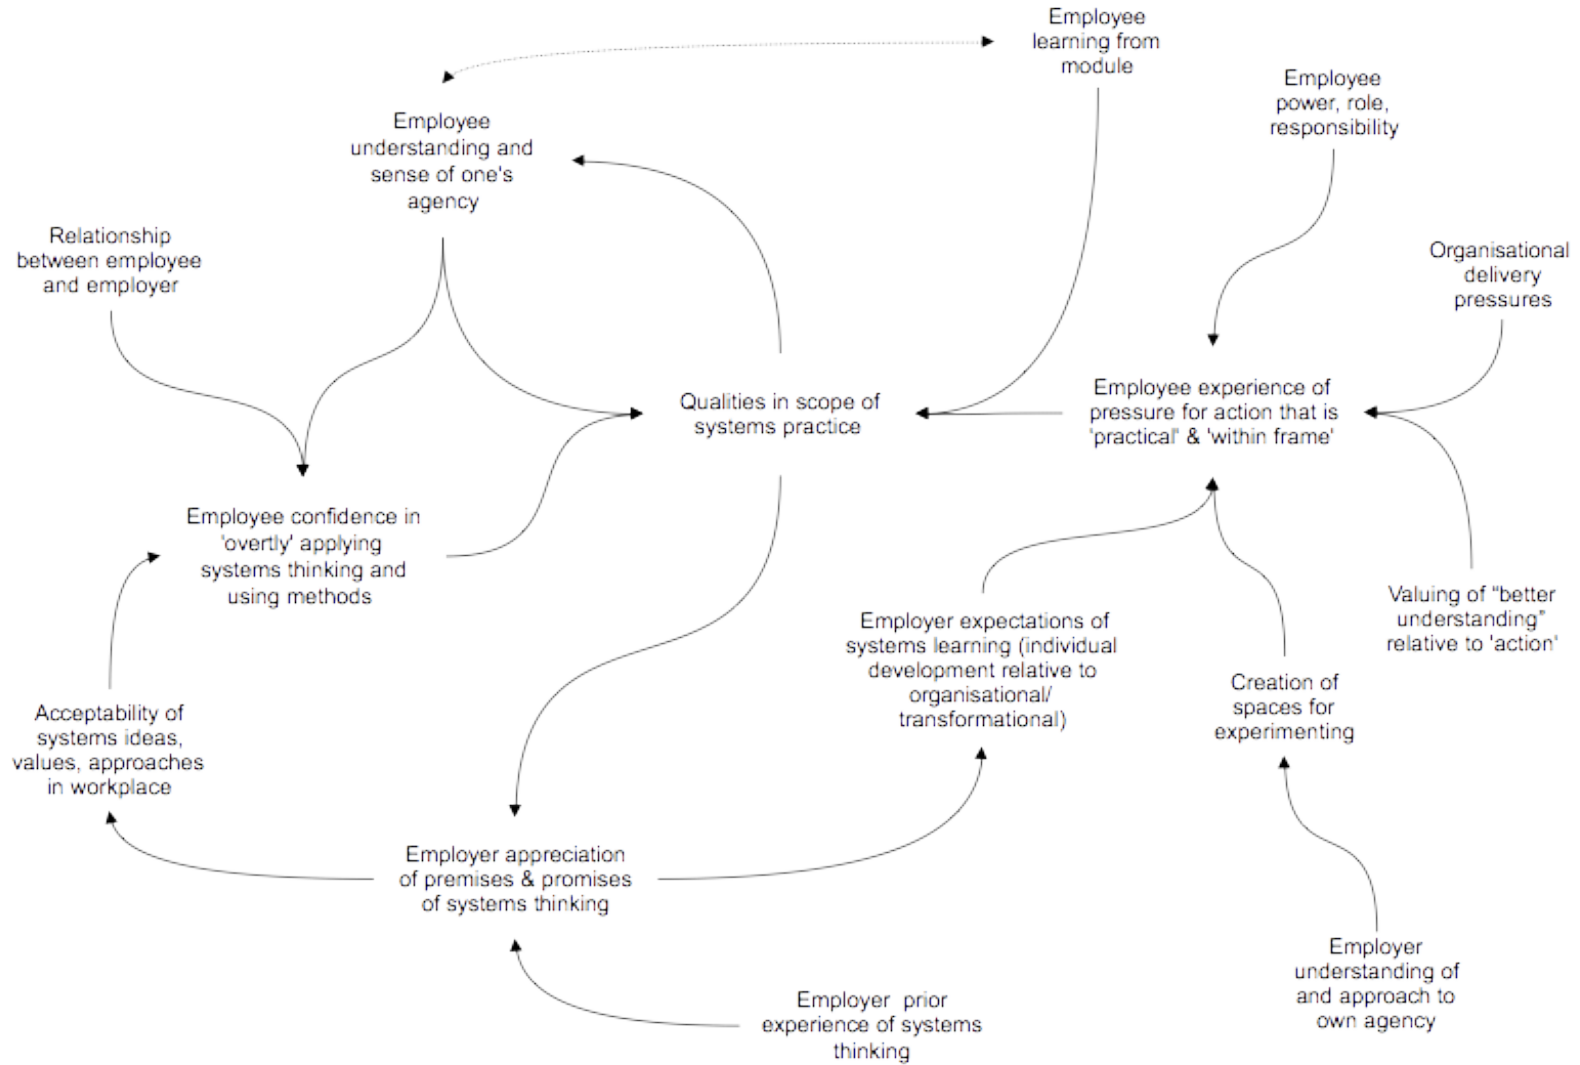 Employee
learning from
module
Employee
power, role,
responsibility
Employee
understanding and
sense of one's
agency
Relationship
between employee
and employer
Organisational
delivery
pressures
Qualities in scope of
systems practice
Employee experience of
pressure for action that is
'practical' & 'within frame'
Employee confidence in
'overtly' applying
systems thinking and
using methods
Valuing of “better
understanding”
relative to 'action'
Employer expectations of
systems learning (individual
development relative to
organisational/
transformational)
Creation of
spaces for
experimenting
Acceptability of
systems ideas,
values, approaches
in workplace
Employer appreciation
of premises & promises
of systems thinking
Employer
understanding of
and approach to
own agency
Employer prior
experience of systems
thinking